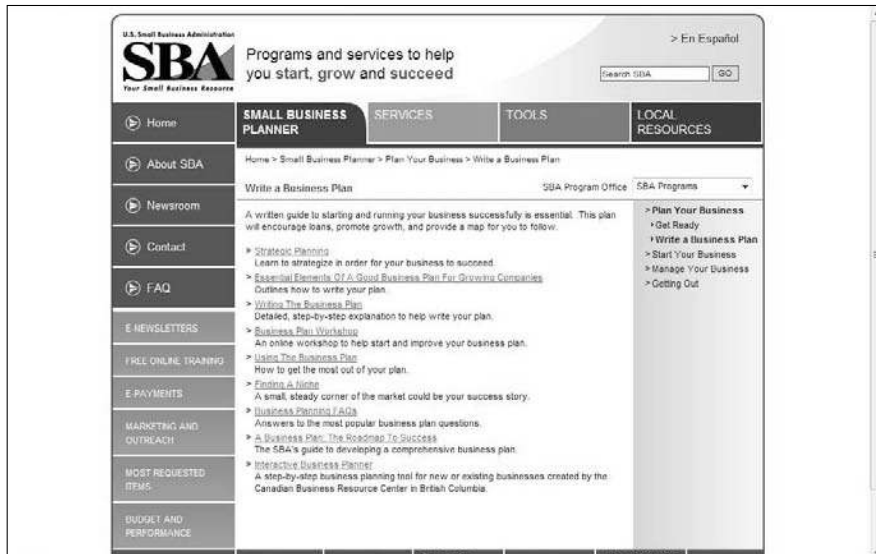 U.S. Small Business Administration
SBA
Your Small Business Resource
Programs and services to help
you start, grow and succeed
> En Español
Search SBA
GO
Home
About SBA
Newsroom
Contact
FAQ
E-NEWSLETTERS
FREE ONLINE TRAINING
E-PAYMENTS
MARKETING AND
OUTREACH
MOST REQUESTED
ITEMS
BUDGET AND
PERFORMANCE
SMALL BUSINESS
PLANNER
SERVICES
TOOLS
LOCAL
RESOURCES
Home > Small Business Planner > Plan Your Business > Write a Business Plan
Write a Business Plan
SBA Program Office
SBA Programs
A written guide to starting and running your business successfully is essential. This plan
will encourage loans, promote growth, and provide a map for you to follow.
> Strategic Planning
Learn to strategize in order for your business to succeed.
> Essential Elements Of A Good Business Plan For Growing Companies
Outlines how to write your plan.
> Writing The Business Plan
Detailed, step-by-step explanation to help write your plan.
> Business Plan Workshop
An online workshop to help start and improve your business plan.
> Using The Business Plan
How to get the most out of your plan.
> Finding A Niche
A small, steady corner of the market could be your success story.
> Business Planning FAQs
Answers to the most popular business plan questions.
> A Business Plan: The Roadmap To Success
The SBA's guide to developing a comprehensive business plan.
> Interactive Business Planner
A step-by-step business planning tool for new or existing businesses created by the
Canadian Business Resource Center in British Columbia.
> Plan Your Business
Get Ready
Write a Business Plan
> Start Your Business
> Manage Your Business
> Getting Out